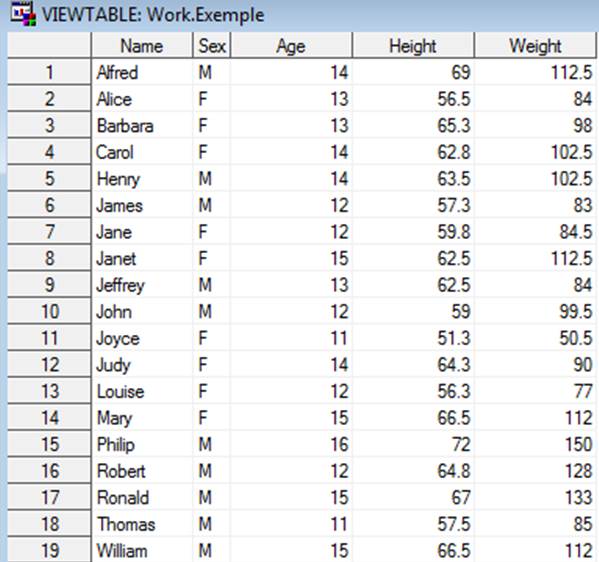 VIEWTABLE: Work.Exemple
Name Sex Age Height Weight
1 Alfred M 14 69 112.5
2 Alice F 13 56.5 84
3 Barbara F 13 65.3 98
4 Carol F 14 62.8 102.5
5 Henry M 14 63.5 102.5
6 James M 12 57.3 83
7 Jane F 12 59.8 84.5
8 Janet F 15 62.5 112.5
9 Jeffrey M 13 62.5 84
10 John M 12 59 99.5
11 Joyce F 11 51.3 50.5
12 Judy F 14 64.3 90
13 Louise F 12 56.3 77
14 Mary F 15 66.5 112
15 Philip M 16 72 150
16 Robert M 12 64.8 128
17 Ronald M 15 67 133
18 Thomas M 11 57.5 85
19 William M 15 66.5 112